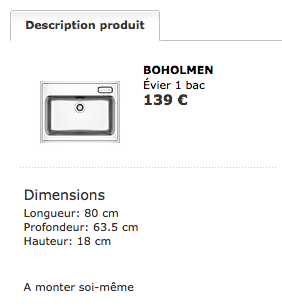 Description produit
BOHOLMEN
Évier 1 bac
139 €
Dimensions
Longueur: 80 cm
Profondeur: 63.5 cm
Hauteur: 18 cm
A monter soi-même